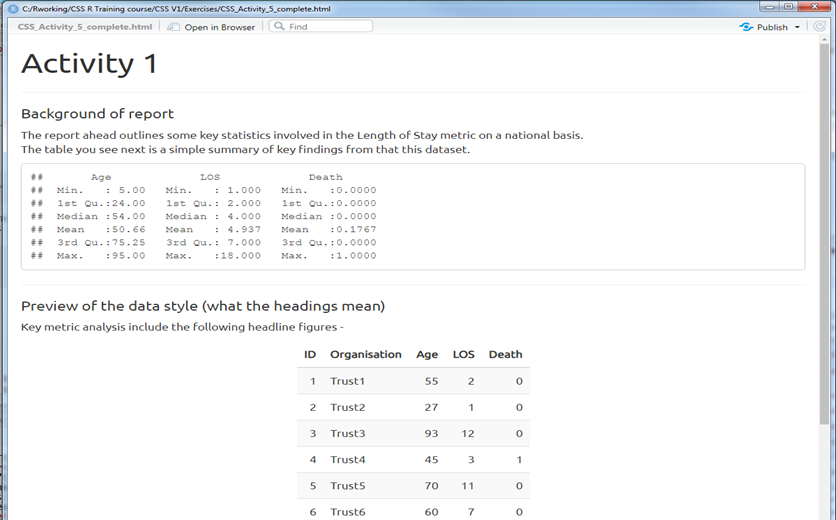 C:/Rworking/CSS R Training course/CSS V1/Exercises/CSS_Activity_5_complete.html
CSS_Activity_5_complete.html Open in Browser Find Publish
Activity 1
Background of report
The report ahead outlines some key statistics involved in the Length of Stay metric on a national basis.
The table you see next is a simple summary of key findings from that this dataset.
## Age LOS Death
## Min. : 5.00 Min. : 1.000 Min. :0.0000
## 1st Qu.:24.00 1st Qu.: 2.000 1st Qu.:0.0000
## Median :54.00 Median : 4.000 Median :0.0000
## Mean :50.66 Mean : 4.937 Mean :0.1767
## 3rd Qu.:75.25 3rd Qu.: 7.000 3rd Qu.:0.0000
## Max. :95.00 Max. :18.000 Max. :1.0000
Preview of the data style (what the headings mean)
Key metric analysis include the following headline figures -
ID Organisation Age LOS Death
1 Trust1 55 2 0
2 Trust2 27 1 0
3 Trust3 93 12 0
4 Trust4 45 3 1
5 Trust5 70 11 0
6 Trust6 60 7 0